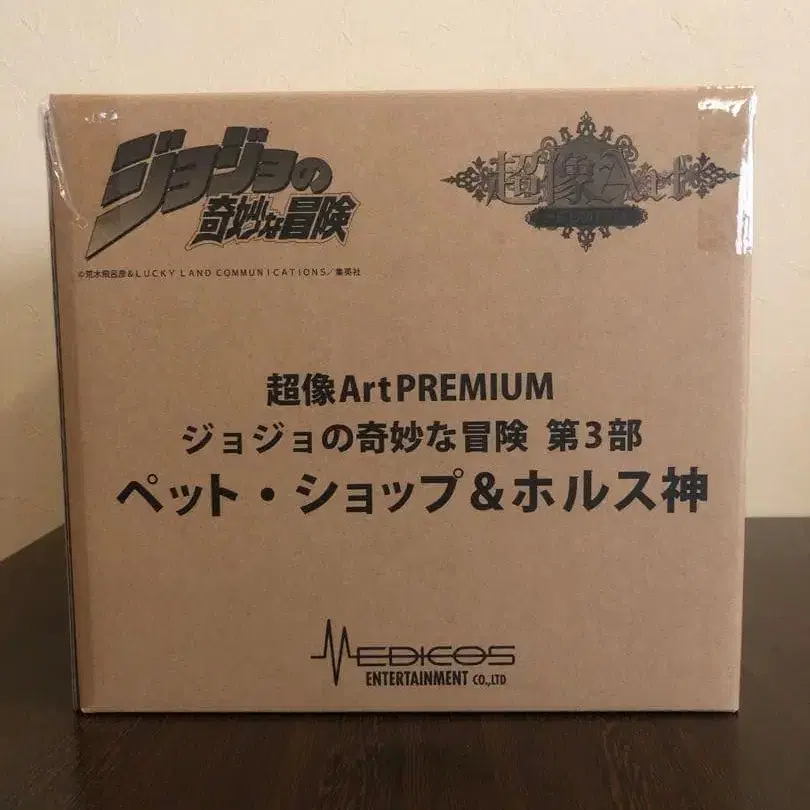 ジョジョの
奇妙な冒険
©荒木飛呂彦&LUCKY LAND COMMUNICATIONS/集英社
超像Art
超像ArtPREMIUM
ジョジョの奇妙な冒険 第3部
ペット・ショップ&ホルス神
MEDICOS
ENTERTAINMENT CO.,LTD